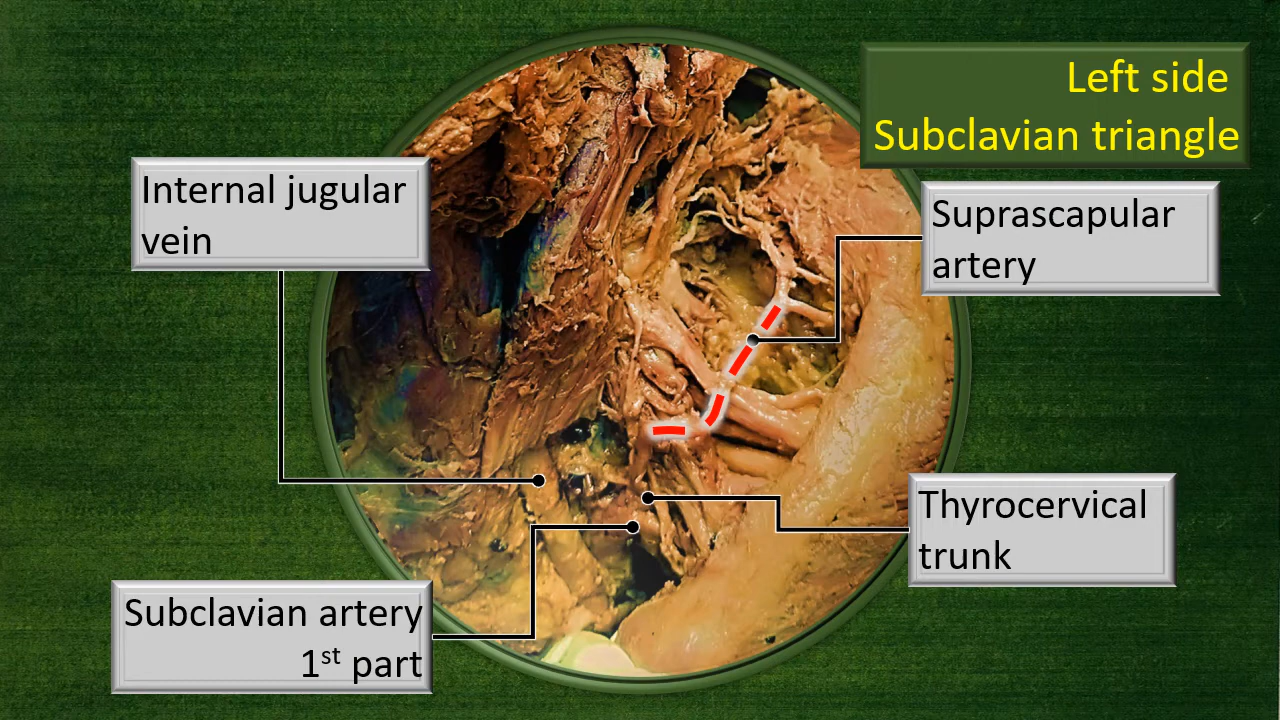 Left side
Subclavian triangle
Internal jugular
vein
Suprascapular
artery
Thyrocervical
trunk
Subclavian artery
1st part